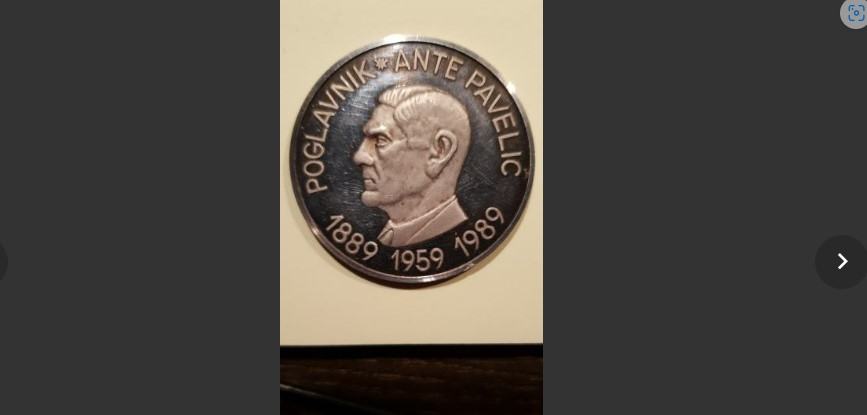 POGLAVNIK * ANTE PAVELIC
1889 1959 1989